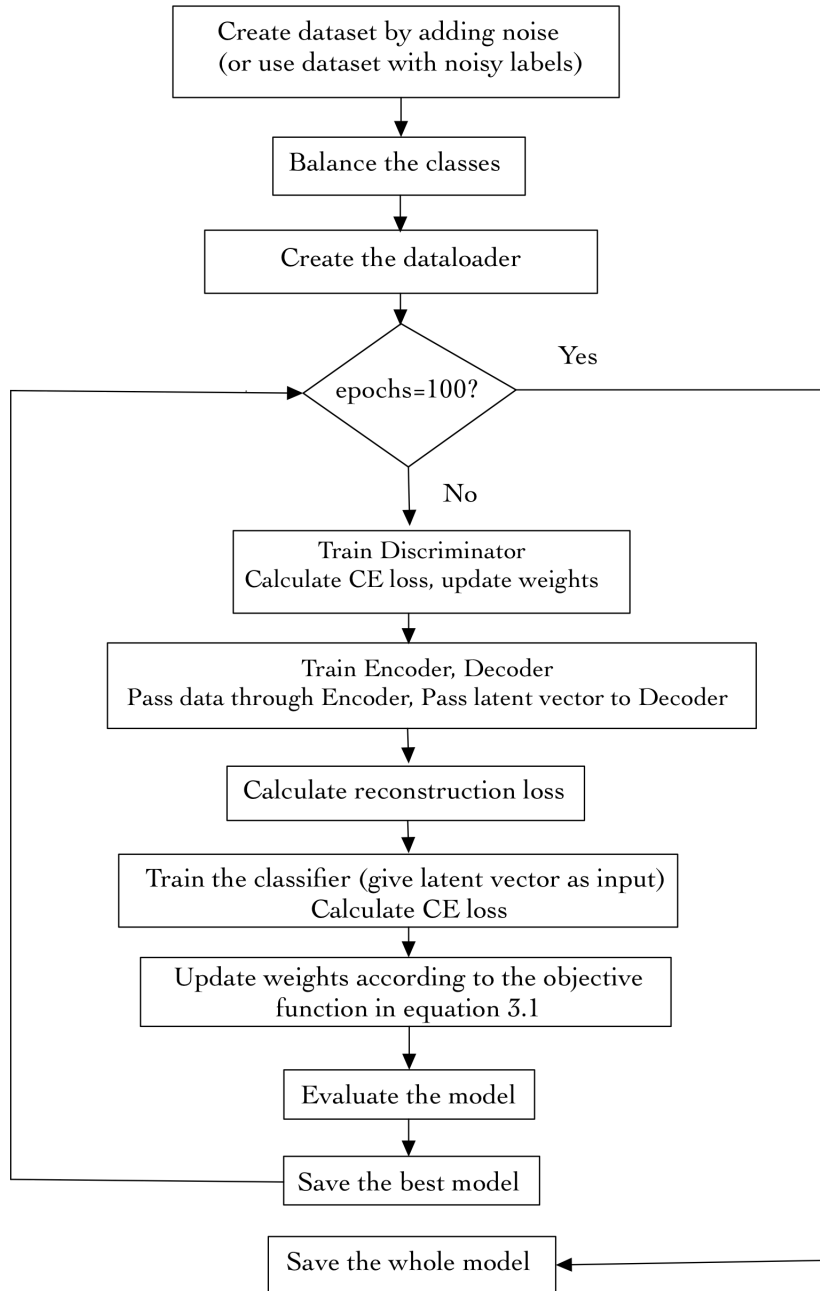 Create dataset by adding noise
(or use dataset with noisy labels)
Balance the classes
Create the dataloader
epochs=100?
Yes
No
Train Discriminator
Calculate CE loss, update weights
Train Encoder, Decoder
Pass data through Encoder, Pass latent vector to Decoder
Calculate reconstruction loss
Train the classifier (give latent vector as input)
Calculate CE loss
Update weights according to the objective
function in equation 3.1
Evaluate the model
Save the best model
Save the whole model